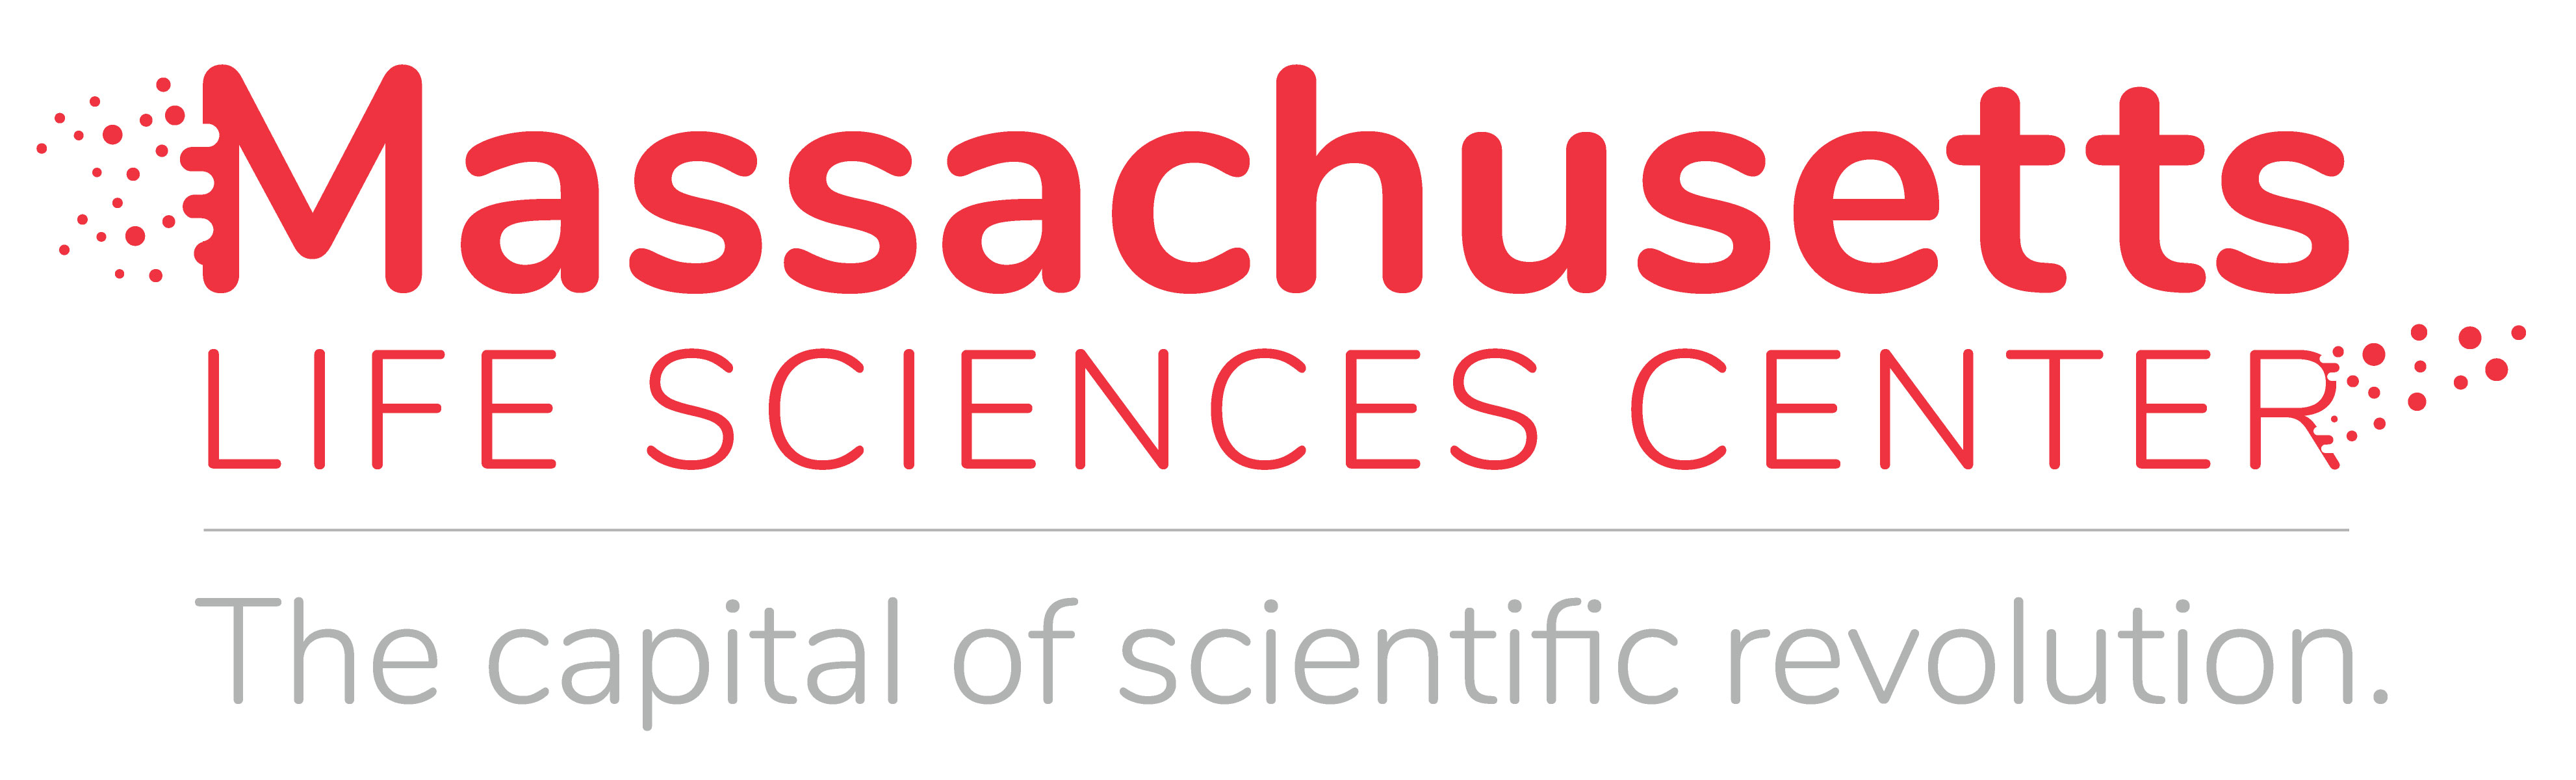 Massachusetts
LIFE SCIENCES CENTER
The capital of scientific revolution.